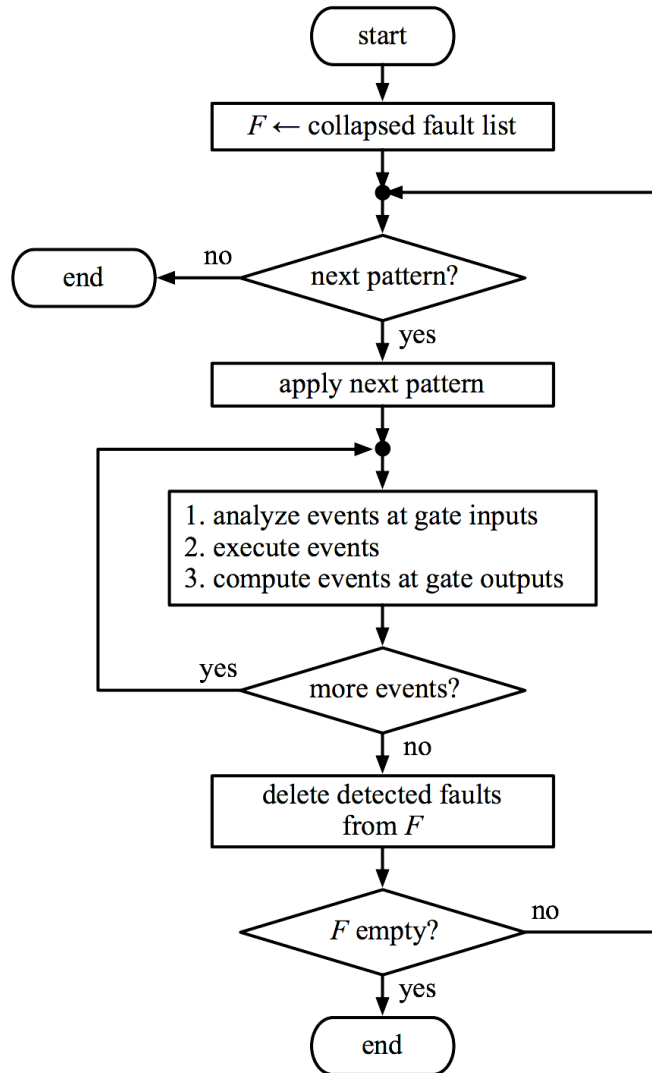 start
F ← collapsed fault list
no
end
next pattern?
yes
apply next pattern
1. analyze events at gate inputs
2. execute events
3. compute events at gate outputs
yes
more events?
no
delete detected faults
from F
F empty?
no
yes
end